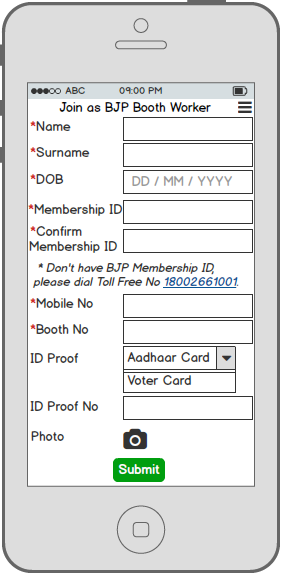 ABC 09:00 PM
Join as BJP Booth Worker
*Name
*Surname
*DOB DD / MM / YYYY
*Membership ID
*Confirm
Membership ID
* Don't have BJP Membership ID,
please dial Toll Free No 18002661001.
*Mobile No
*Booth No
ID Proof Aadhaar Card
Voter Card
ID Proof No
Photo
Submit